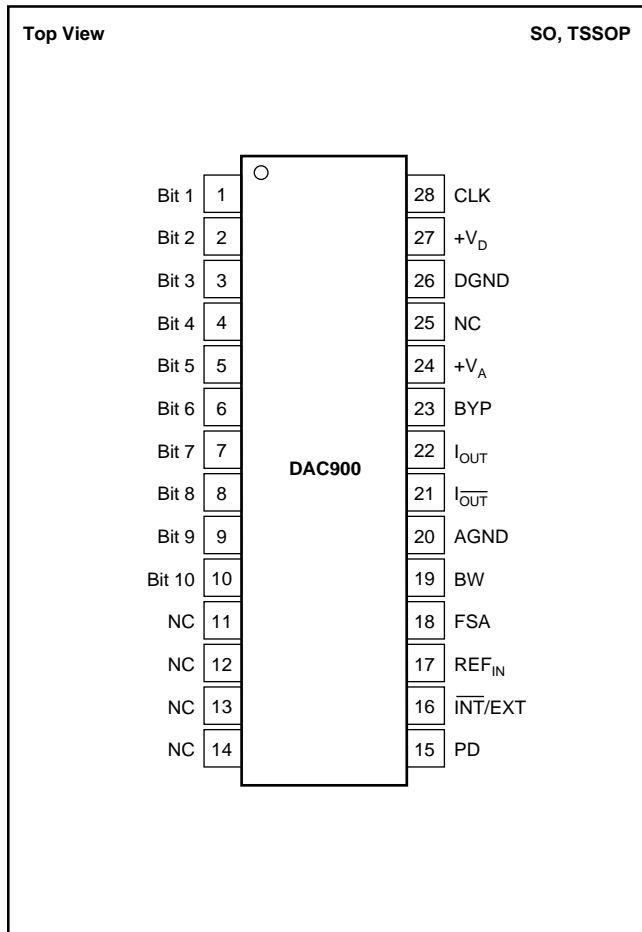 Top View SO, TSSOP
Bit 1 1 28 CLK
Bit 2 2 27 +V_D
Bit 3 3 26 DGND
Bit 4 4 25 NC
Bit 5 5 24 +V_A
Bit 6 6 23 BYP
Bit 7 7 22 I_OUT
DAC900
Bit 8 8 21 I_O̅U̅T̅
Bit 9 9 20 AGND
Bit 10 10 19 BW
NC 11 18 FSA
NC 12 17 REF_IN
NC 13 16 I̅N̅T̅/EXT
NC 14 15 PD